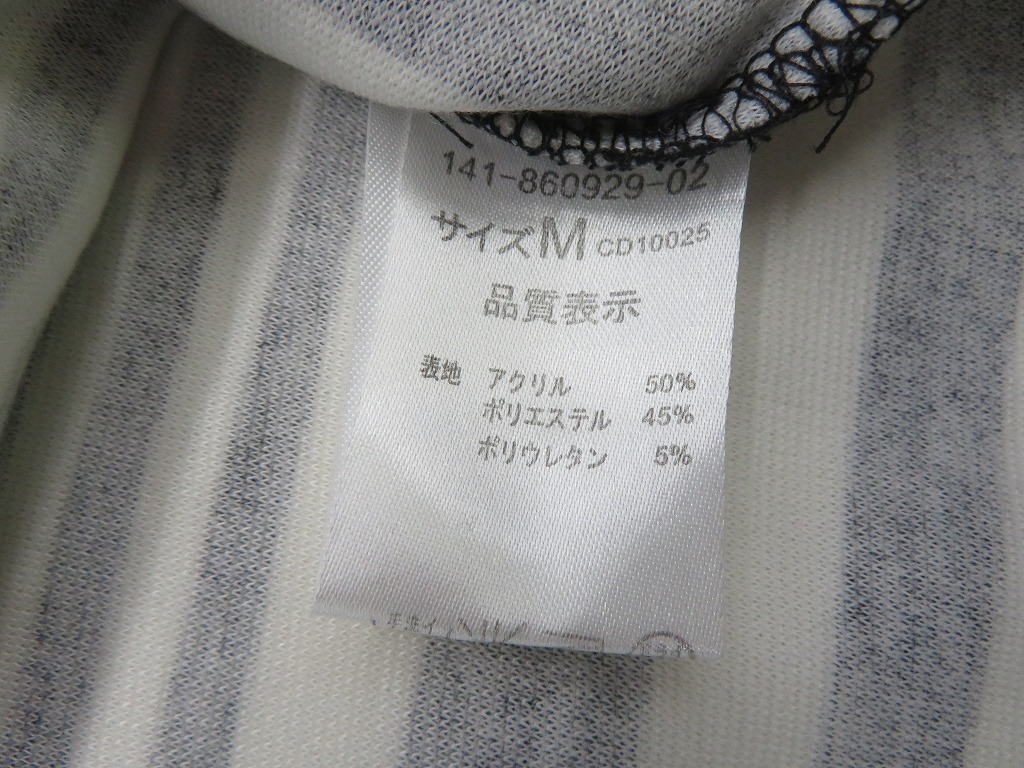 141-860929-02
サイズM CD10025
品質表示
表地 アクリル 50%
ポリエステル 45%
ポリウレタン 5%